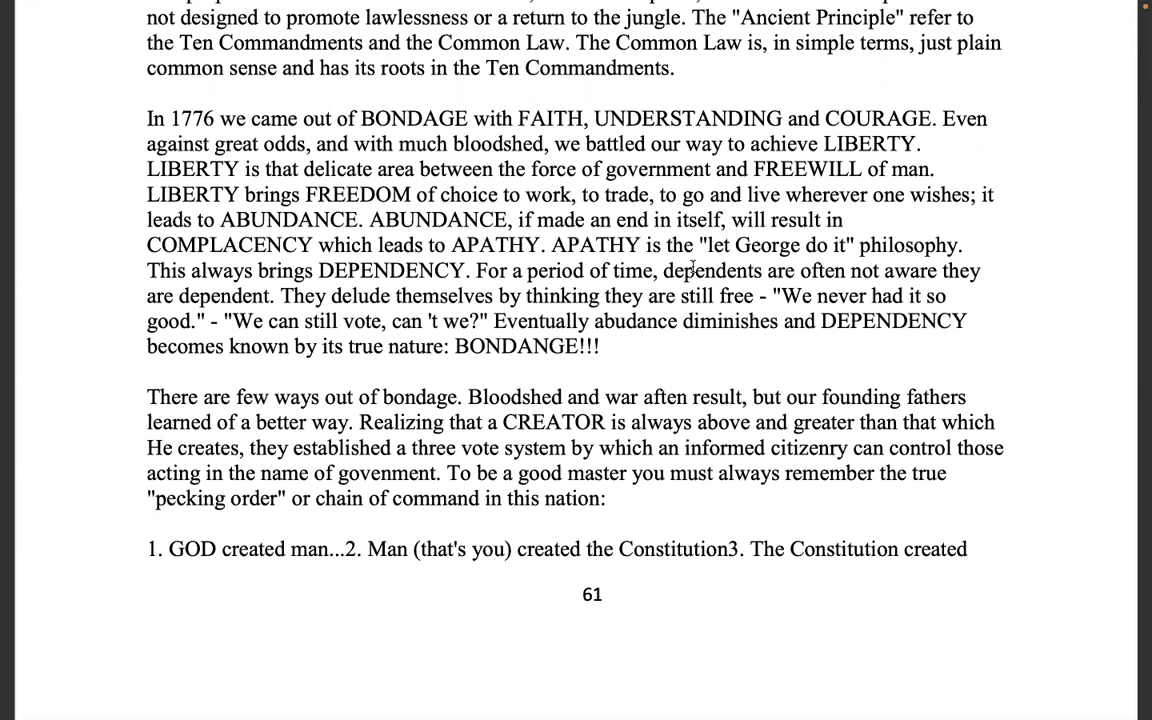 not designed to promote lawlessness or a return to the jungle. The "Ancient Principle" refer to
the Ten Commandments and the Common Law. The Common Law is, in simple terms, just plain
common sense and has its roots in the Ten Commandments.
In 1776 we came out of BONDAGE with FAITH, UNDERSTANDING and COURAGE. Even
against great odds, and with much bloodshed, we battled our way to achieve LIBERTY.
LIBERTY is that delicate area between the force of government and FREEWILL of man.
LIBERTY brings FREEDOM of choice to work, to trade, to go and live wherever one wishes; it
leads to ABUNDANCE. ABUNDANCE, if made an end in itself, will result in
COMPLACENCY which leads to APATHY. APATHY is the "let George do it" philosophy.
This always brings DEPENDENCY. For a period of time, dependents are often not aware they
are dependent. They delude themselves by thinking they are still free - "We never had it so
good." - "We can still vote, can 't we?" Eventually abudance diminishes and DEPENDENCY
becomes known by its true nature: BONDANGE!!!
There are few ways out of bondage. Bloodshed and war aften result, but our founding fathers
learned of a better way. Realizing that a CREATOR is always above and greater than that which
He creates, they established a three vote system by which an informed citizenry can control those
acting in the name of govenment. To be a good master you must always remember the true
"pecking order" or chain of command in this nation:
1. GOD created man...2. Man (that's you) created the Constitution3. The Constitution created
61